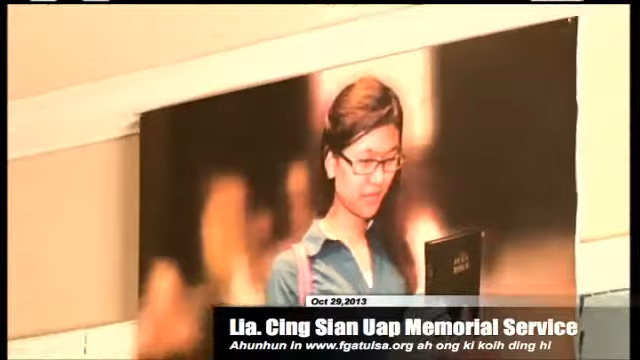 Oct 29,2013
Lia. Cing Sian Uap Memorial Service
Ahunhun in www.fgatulsa.org ah ong ki koih ding hi